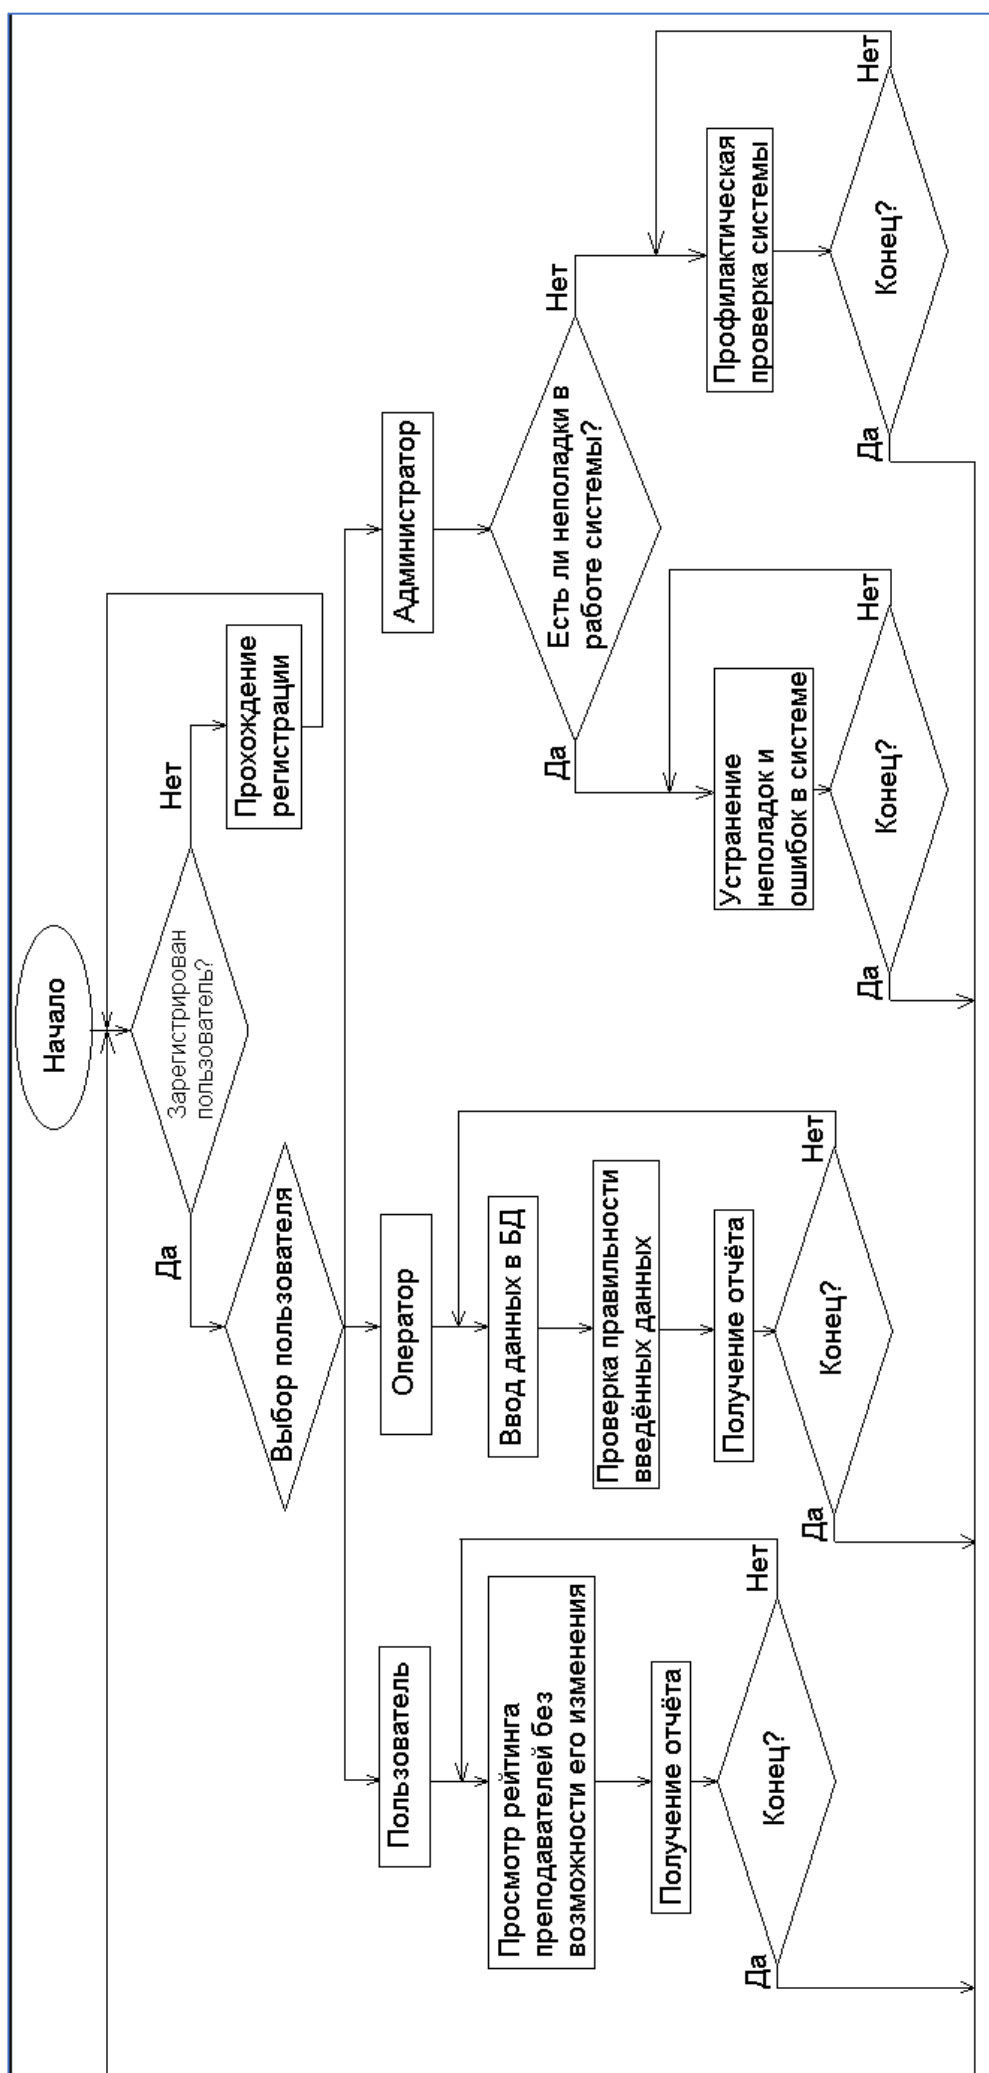 Начало
Зарегистрирован
пользователь?
Да
Нет
Прохождение
регистрации
Выбор пользователя
Пользователь
Оператор
Администратор
Просмотр рейтинга
преподавателей без
возможности его изменения
Получение отчёта
Конец?
Да
Нет
Ввод данных в БД
Проверка правильности
введённых данных
Получение отчёта
Конец?
Да
Нет
Есть ли неполадки в
работе системы?
Да
Нет
Устранение
неполадок и
ошибок в системе
Конец?
Да
Нет
Профилактическая
проверка системы
Конец?
Да
Нет